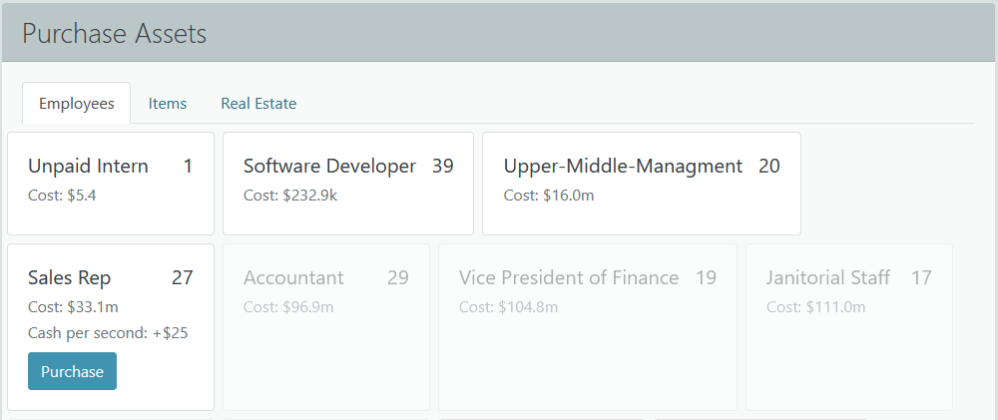 Purchase Assets
Employees Items Real Estate
Unpaid Intern 1
Cost: $5.4
Software Developer 39
Cost: $232.9k
Upper-Middle-Managment 20
Cost: $16.0m
Sales Rep 27
Cost: $33.1m
Cash per second: +$25
Purchase
Accountant 29
Cost: $96.9m
Vice President of Finance 19
Cost: $104.8m
Janitorial Staff 17
Cost: $111.0m